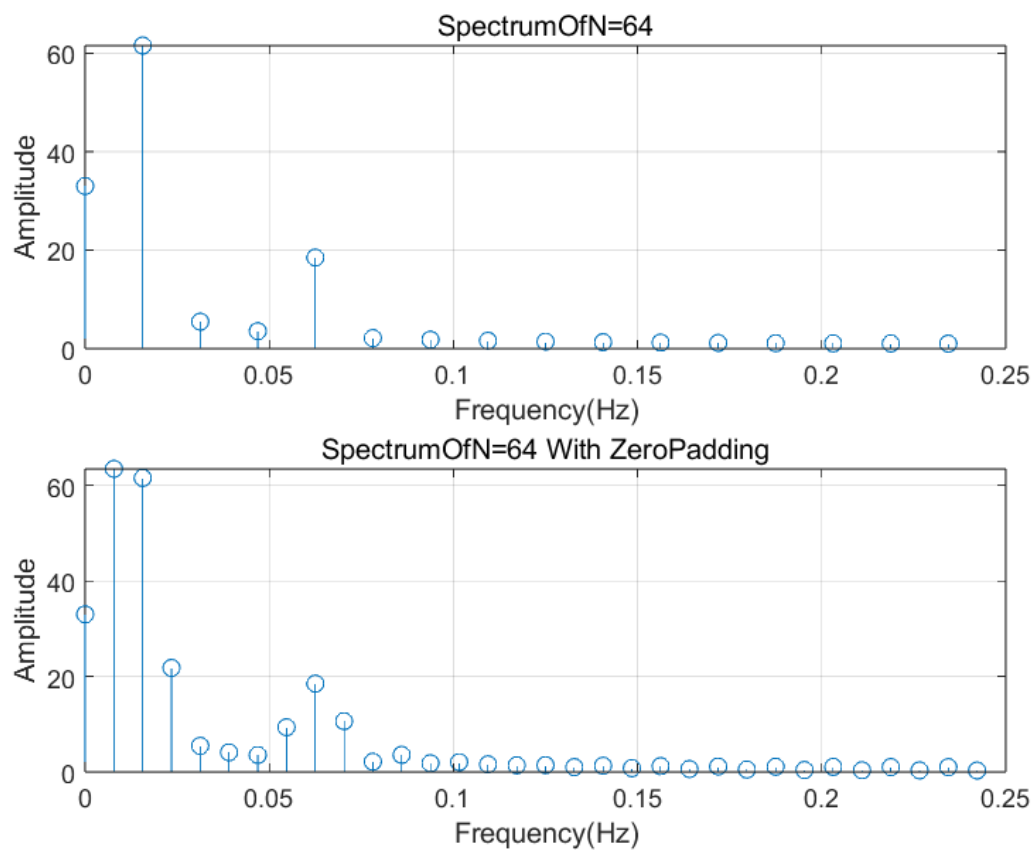 SpectrumOfN=64
60
40
20
0
Amplitude
0 0.05 0.1 0.15 0.2 0.25
Frequency(Hz)
SpectrumOfN=64 With ZeroPadding
60
40
20
0
Amplitude
0 0.05 0.1 0.15 0.2 0.25
Frequency(Hz)